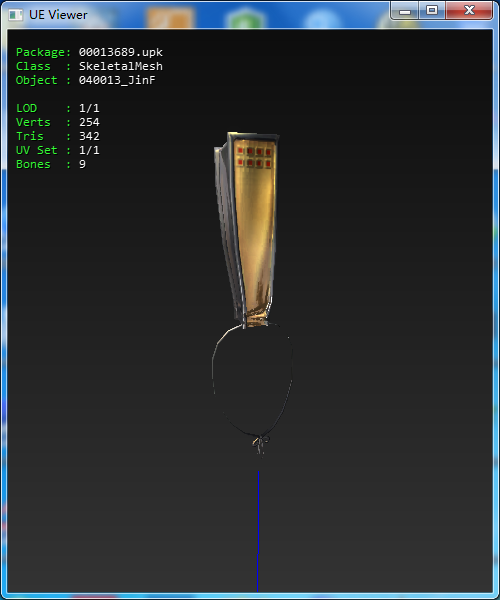 UE Viewer
Package: 00013689.upk
Class : SkeletalMesh
Object : 040013_JinF
LOD : 1/1
Verts : 254
Tris : 342
UV Set : 1/1
Bones : 9